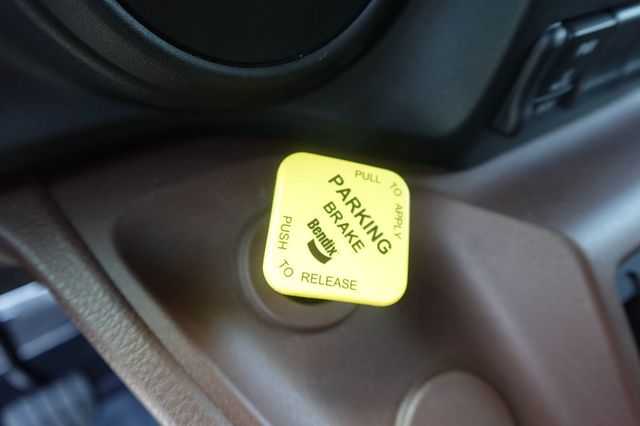 PULL TO APPLY
PARKING
BRAKE
Bendix
PUSH TO RELEASE